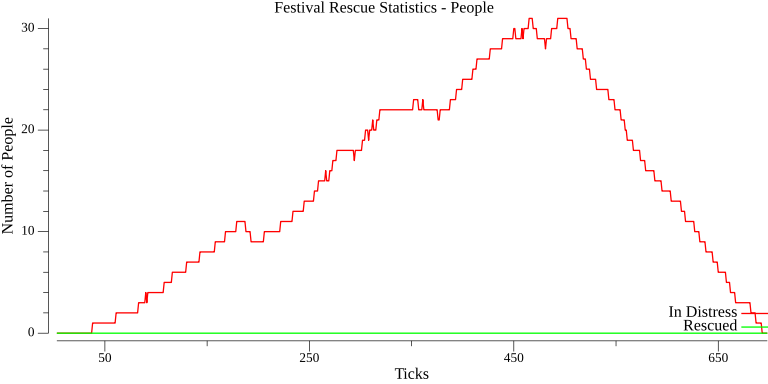 Festival Rescue Statistics - People
Number of People
30
20
10
0
50
250
450
650
Ticks
In Distress
Rescued